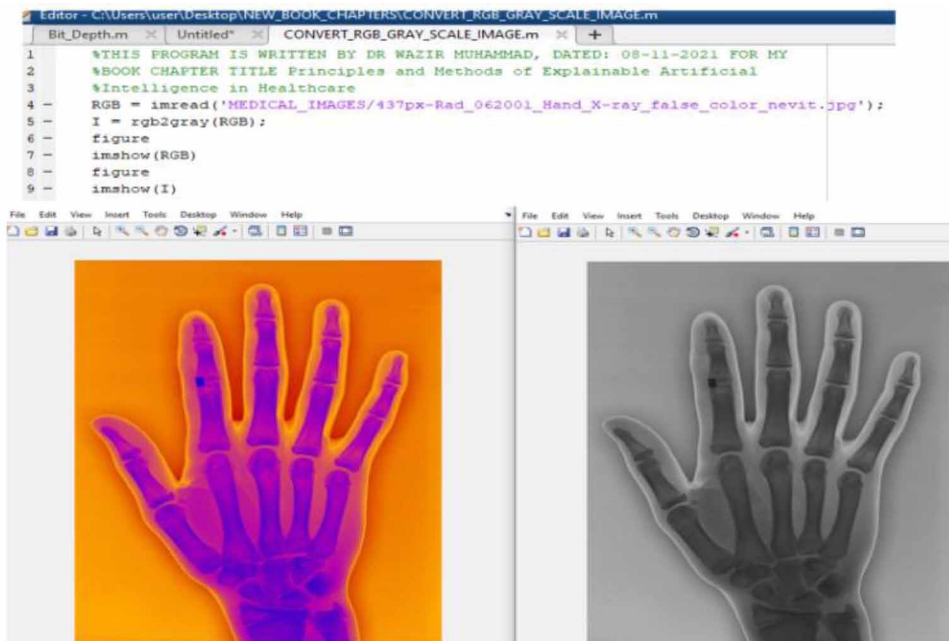 Editor - C:\Users\user\Desktop\NEW_BOOK_CHAPTERS\CONVERT_RGB_GRAY_SCALE_IMAGE.m
Bit_Depth.m Untitled* CONVERT_RGB_GRAY_SCALE_IMAGE.m +
1 %THIS PROGRAM IS WRITTEN BY DR WAZIR MUHAMMAD, DATED: 08-11-2021 FOR MY
2 %BOOK CHAPTER TITLE Principles and Methods of Explainable Artificial
3 %Intelligence in Healthcare
4 - RGB = imread('MEDICAL_IMAGES/437px-Rad_062001_Hand_X-ray_false_color_nevit.jpg');
5 - I = rgb2gray(RGB);
6 - figure
7 - imshow(RGB)
8 - figure
9 - imshow(I)
File Edit View Insert Tools Desktop Window Help
File Edit View Insert Tools Desktop Window Help